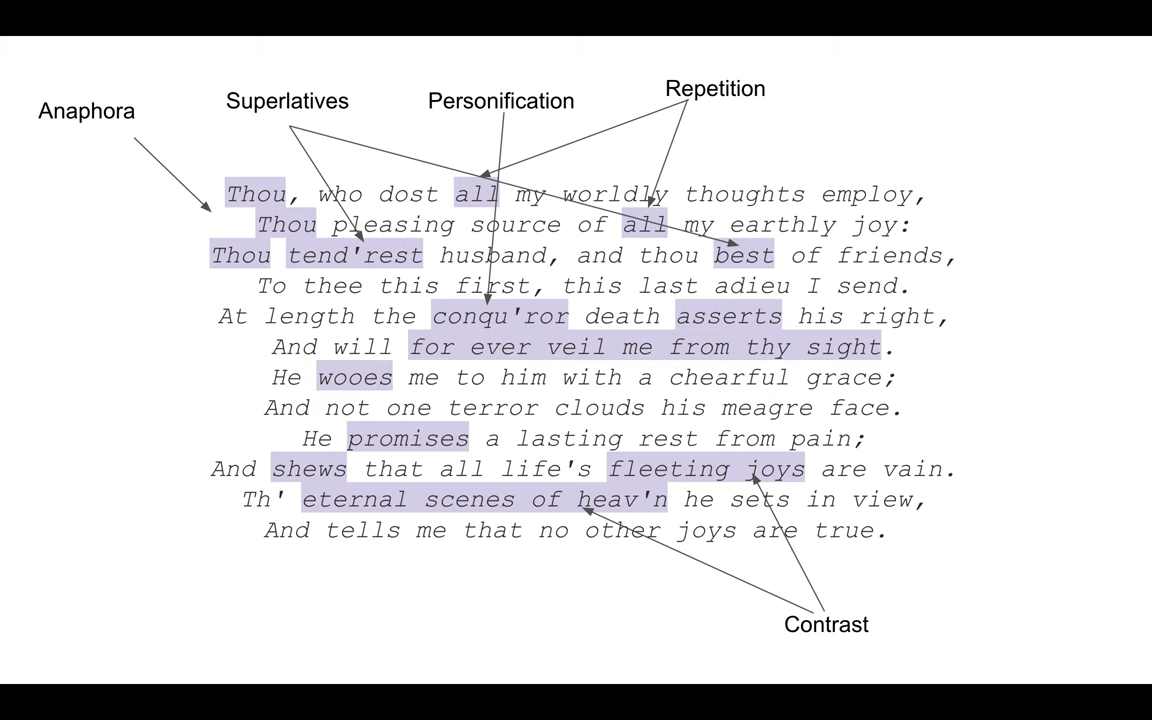 Repetition
Anaphora
Superlatives
Personification
Thou, who dost all my worldly thoughts employ,
Thou pleasing source of all my earthly joy:
Thou tend'rest husband, and thou best of friends,
To thee this first, this last adieu I send.
At length the conqu'ror death asserts his right,
And will for ever veil me from thy sight.
He wooes me to him with a chearful grace;
And not one terror clouds his meagre face.
He promises a lasting rest from pain;
And shews that all life's fleeting joys are vain.
Th' eternal scenes of heav'n he sets in view,
And tells me that no other joys are true.
Contrast